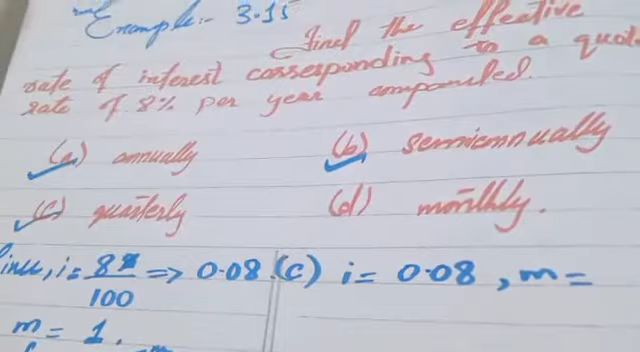 Example:- 3.15
Find the effective
rate of interest corresponding to a quot
rate of 8% per year compounded.
(a) annually (b) semiannually
(c) quarterly (d) monthly.
i = 8% / 100 => 0.08 (c) i = 0.08, m =
m = 1.